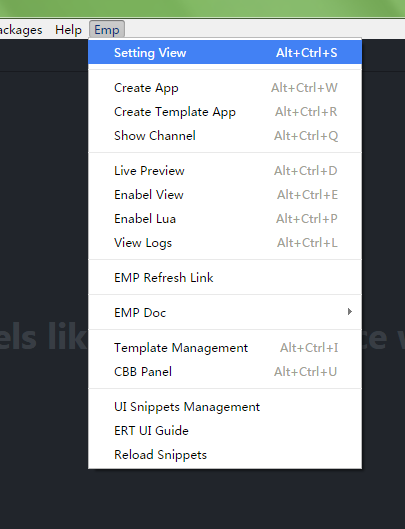 ackages Help Emp
Setting View Alt+Ctrl+S
Create App Alt+Ctrl+W
Create Template App Alt+Ctrl+R
Show Channel Alt+Ctrl+Q
Live Preview Alt+Ctrl+D
Enabel View Alt+Ctrl+E
Enabel Lua Alt+Ctrl+P
View Logs Alt+Ctrl+L
EMP Refresh Link
EMP Doc
els lik ce w
Template Management Alt+Ctrl+I
CBB Panel Alt+Ctrl+U
UI Snippets Management
ERT UI Guide
Reload Snippets